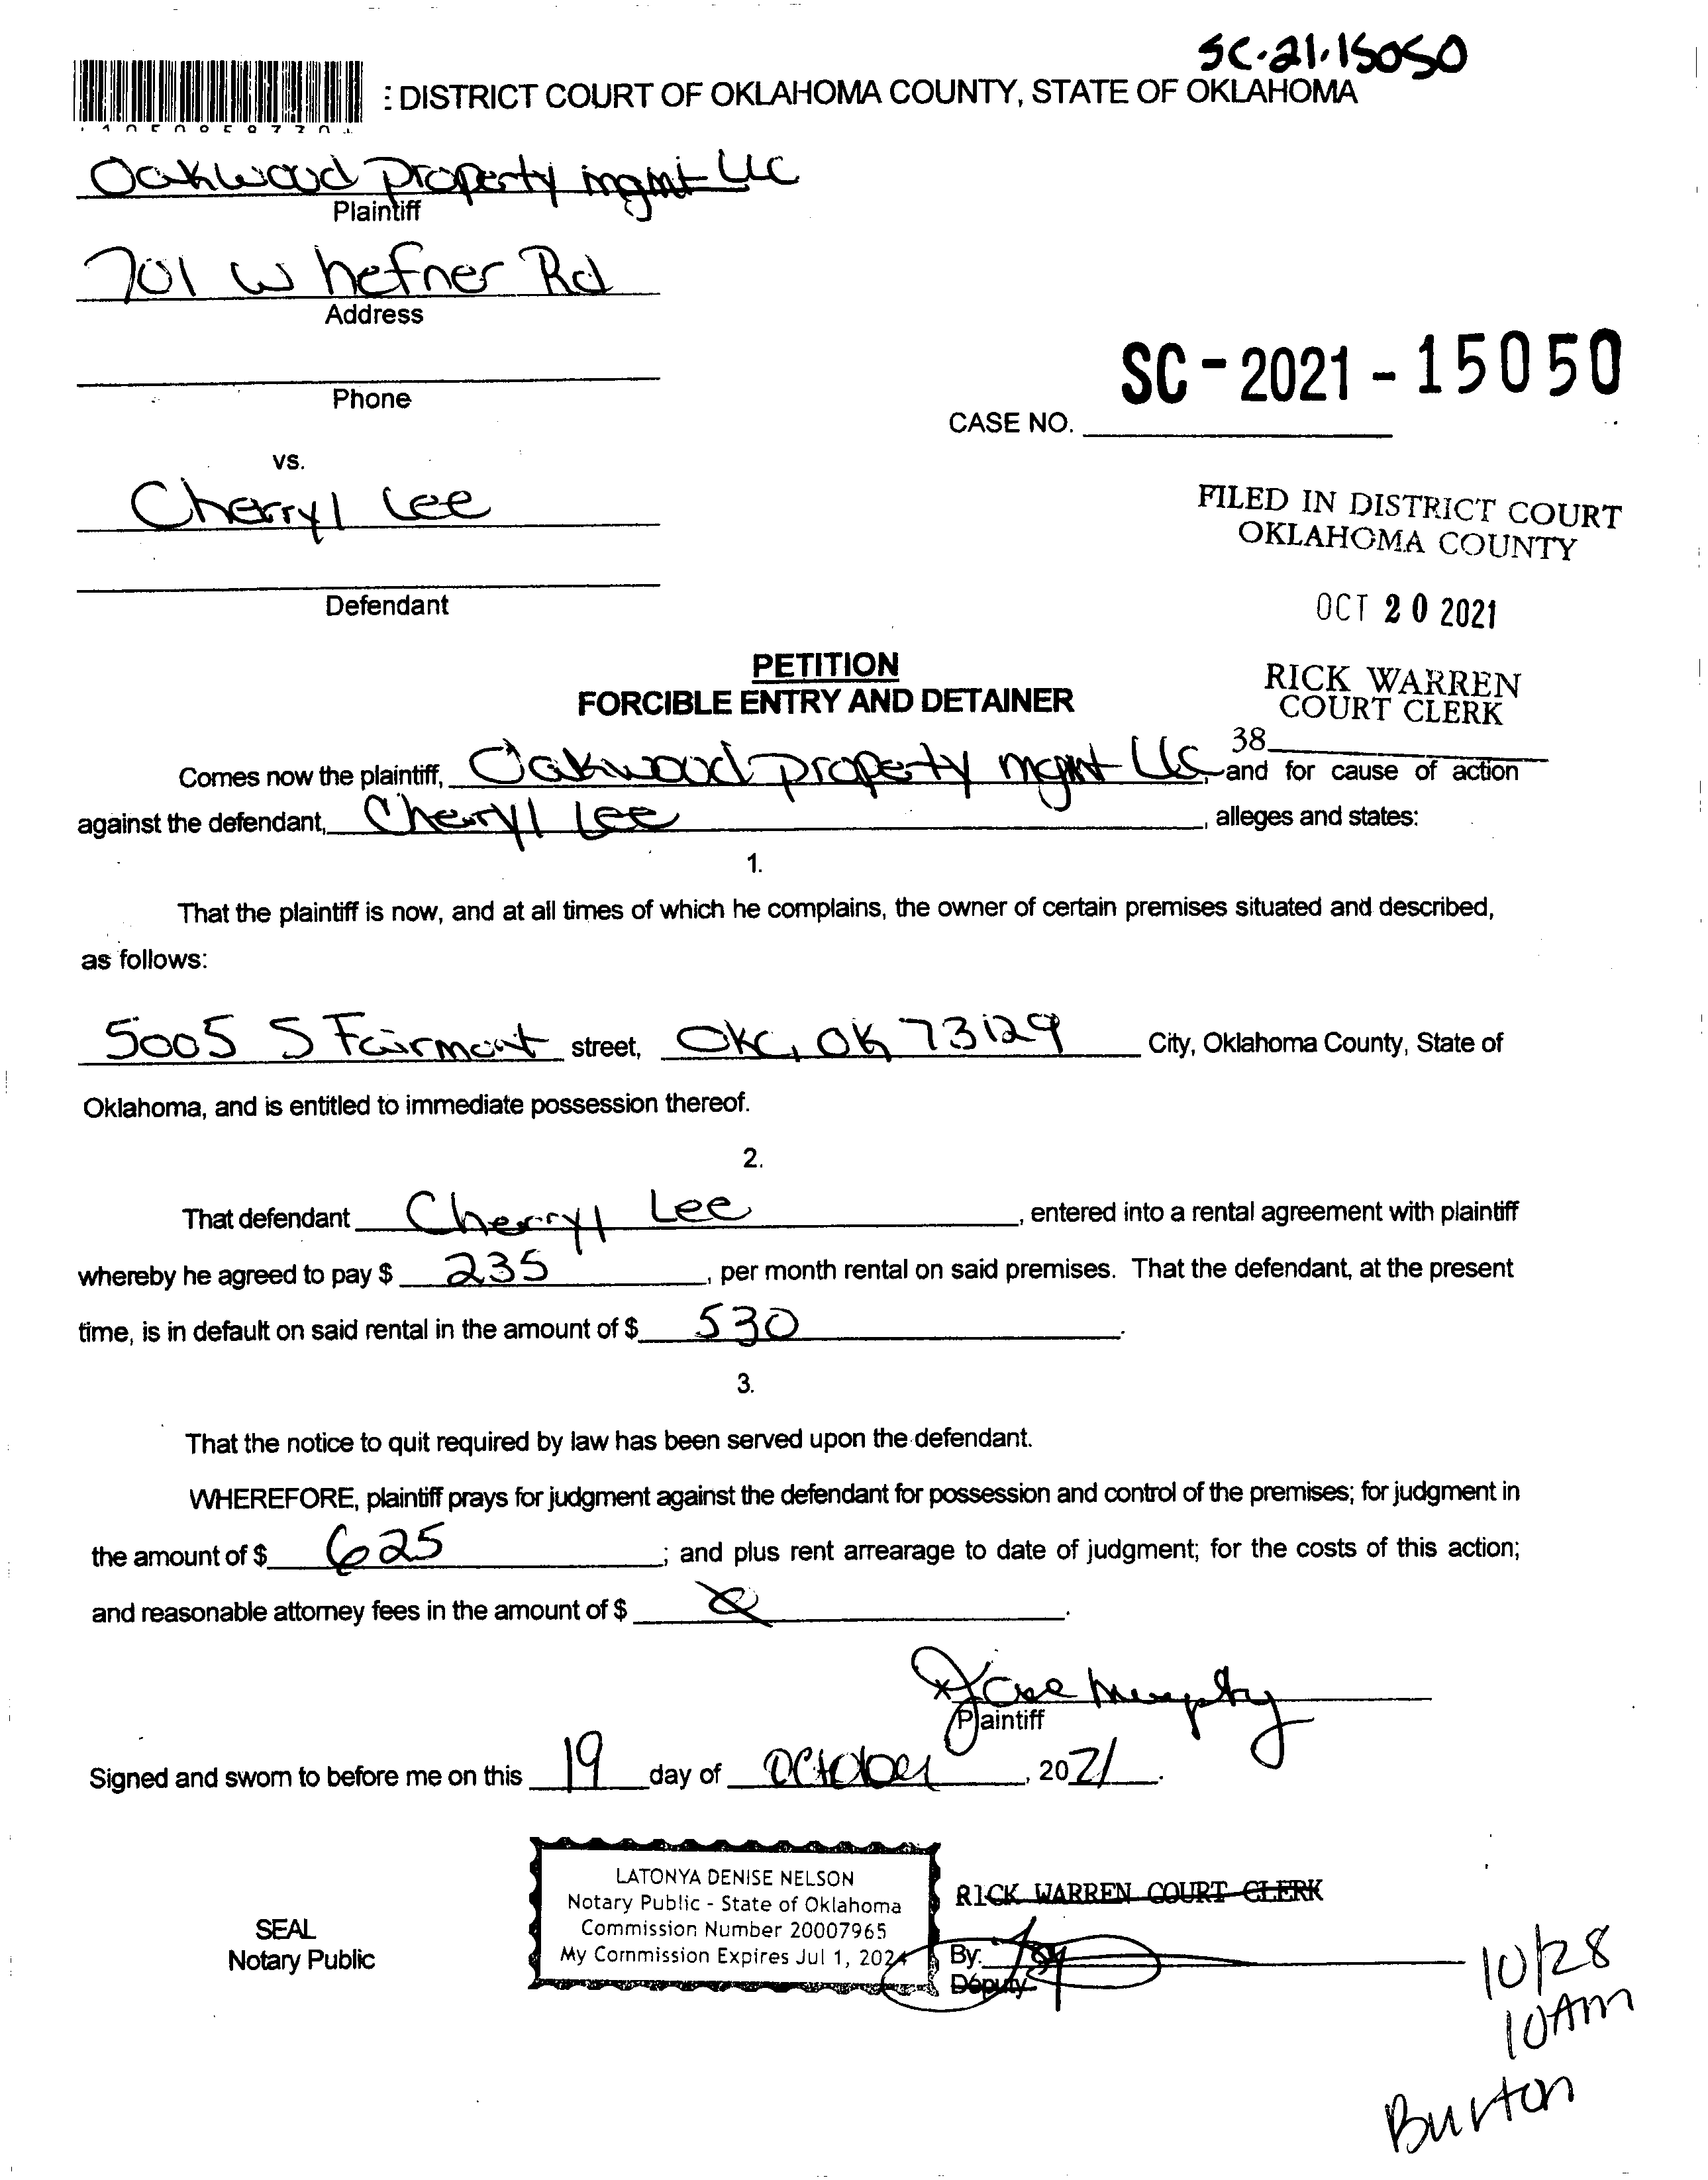 SC-21-15050
: DISTRICT COURT OF OKLAHOMA COUNTY, STATE OF OKLAHOMA
Oakwood property mgmt LLC
Plaintiff
701 W hefner Rd
Address
Phone
SC-2021-15050
CASE NO.
vs.
Cherryl Lee
Defendant
FILED IN DISTRICT COURT
OKLAHOMA COUNTY
OCT 20 2021
RICK WARREN
COURT CLERK
38
PETITION
FORCIBLE ENTRY AND DETAINER
Comes now the plaintiff, Oakwood property mgmt LLC, and for cause of action
against the defendant, Cherryl Lee, alleges and states:
1.
That the plaintiff is now, and at all times of which he complains, the owner of certain premises situated and described,
as follows:
5005 S Fairmont street, OKC, OK 73129 City, Oklahoma County, State of
Oklahoma, and is entitled to immediate possession thereof.
2.
That defendant Cherryl Lee, entered into a rental agreement with plaintiff
whereby he agreed to pay $ 235, per month rental on said premises. That the defendant, at the present
time, is in default on said rental in the amount of $ 530.
3.
That the notice to quit required by law has been served upon the defendant.
WHEREFORE, plaintiff prays for judgment against the defendant for possession and control of the premises; for judgment in
the amount of $ 625; and plus rent arrearage to date of judgment; for the costs of this action;
and reasonable attorney fees in the amount of $ .
Murphy
Plaintiff
Signed and sworn to before me on this 19 day of October, 2021.
LATONYA DENISE NELSON
Notary Public - State of Oklahoma
Commission Number 20007965
My Commission Expires Jul 1, 2024
SEAL
Notary Public
RICK WARREN COURT CLERK
By:
Deputy
10/28
10AM
Burton